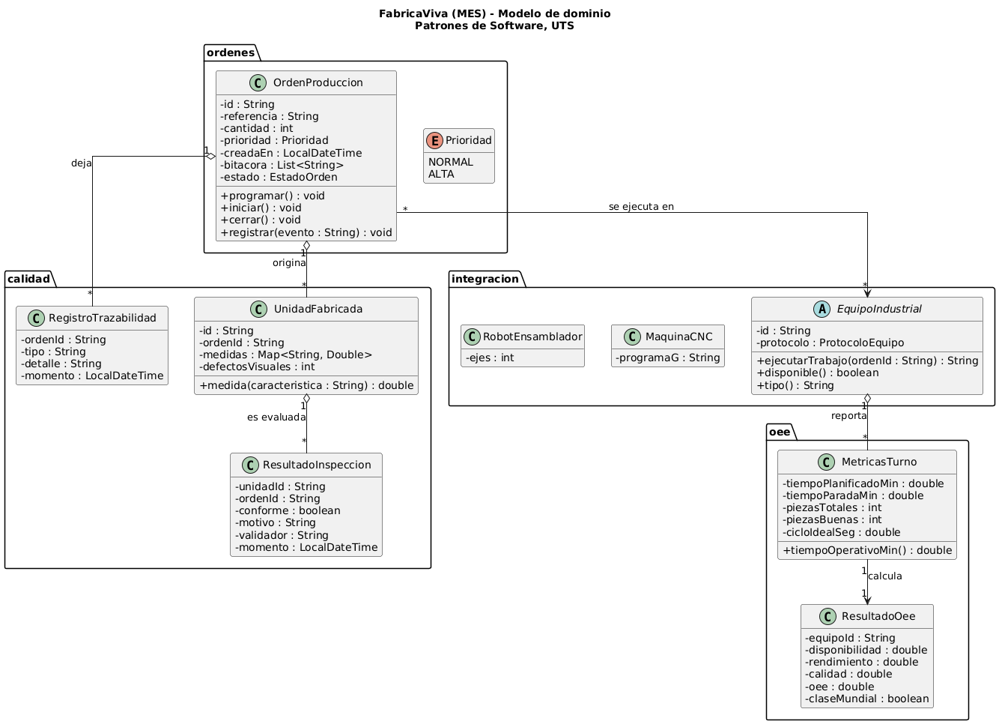 FabricaViva (MES) - Modelo de dominio
Patrones de Software, UTS
ordenes
C OrdenProduccion
-id : String
-referencia : String
-cantidad : int
-prioridad : Prioridad
-creadaEn : LocalDateTime
-bitacora : List<String>
-estado : EstadoOrden
+programar() : void
+iniciar() : void
+cerrar() : void
+registrar(evento : String) : void
E Prioridad
NORMAL
ALTA
1
deja
*
* se ejecuta en
*
1
origina
*
calidad
C RegistroTrazabilidad
-ordenId : String
-tipo : String
-detalle : String
-momento : LocalDateTime
C UnidadFabricada
-id : String
-ordenId : String
-medidas : Map<String, Double>
-defectosVisuales : int
+medida(caracteristica : String) : double
1
es evaluada
*
C ResultadoInspeccion
-unidadId : String
-ordenId : String
-conforme : boolean
-motivo : String
-validador : String
-momento : LocalDateTime
integracion
C RobotEnsamblador
-ejes : int
C MaquinaCNC
-programaG : String
A EquipoIndustrial
-id : String
-protocolo : ProtocoloEquipo
+ejecutarTrabajo(ordenId : String) : String
+disponible() : boolean
+tipo() : String
1
reporta
*
oee
C MetricasTurno
-tiempoPlanificadoMin : double
-tiempoParadaMin : double
-piezasTotales : int
-piezasBuenas : int
-cicloIdealSeg : double
+tiempoOperativoMin() : double
1
calcula
1
C ResultadoOee
-equipoId : String
-disponibilidad : double
-rendimiento : double
-calidad : double
-oee : double
-claseMundial : boolean